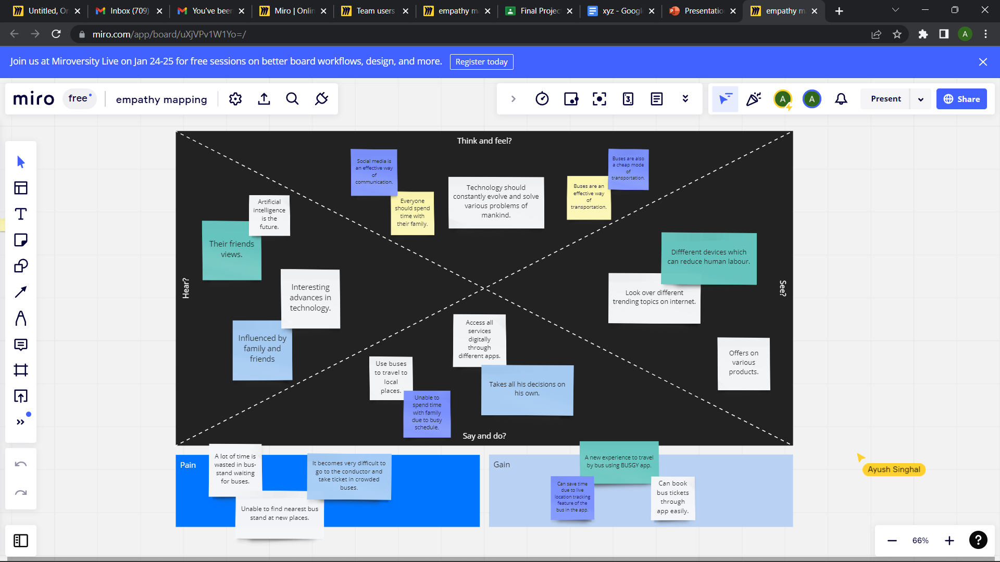 Untitled, Or
Inbox (709)
You've been
Miro | Onlin
Team users
empathy m
Final Projec
xyz - Googl
Presentatio
empathy m
miro.com/app/board/uXjVPv1W1Yo=/
A
Join us at Miroversity Live on Jan 24-25 for free sessions on better board workflows, design, and more.
Register today
miro
free
empathy mapping
3
A
A
Present
Share
Think and feel?
Social media is
an effective way
of
communication.
Everyone
should spend
time with
their family.
Technology should
constantly evolve and solve
various problems of
mankind.
Buses are an
effective way
of
transportation.
Buses are also
a cheap mode
of
transportation.
Hear?
Artificial
intelligence
is the
future.
Their friends
views.
Interesting
advances in
technology.
Influenced by
family and
friends
See?
Diffferent devices which
can reduce human labour.
Look over different
trending topics on internet.
Offers on
various
products.
Access all
services
digitally
through
different apps.
Use buses
to travel to
local
places.
Takes all his decisions on
his own.
Unable to
spend time
with family
due to busy
schedule.
Say and do?
Pain
A lot of time is
wasted in bus-
stand waiting
for buses.
It becomes very difficult to
go to the conductor and
take ticket in crowded
buses.
Unable to find nearest bus
stand at new places.
Gain
A new experience to travel
by bus using BUSGY app.
Can save time
due to live
location tracking
feature of the
bus in the app.
Can book
bus tickets
through
app easily.
Ayush Singhal
66%
?